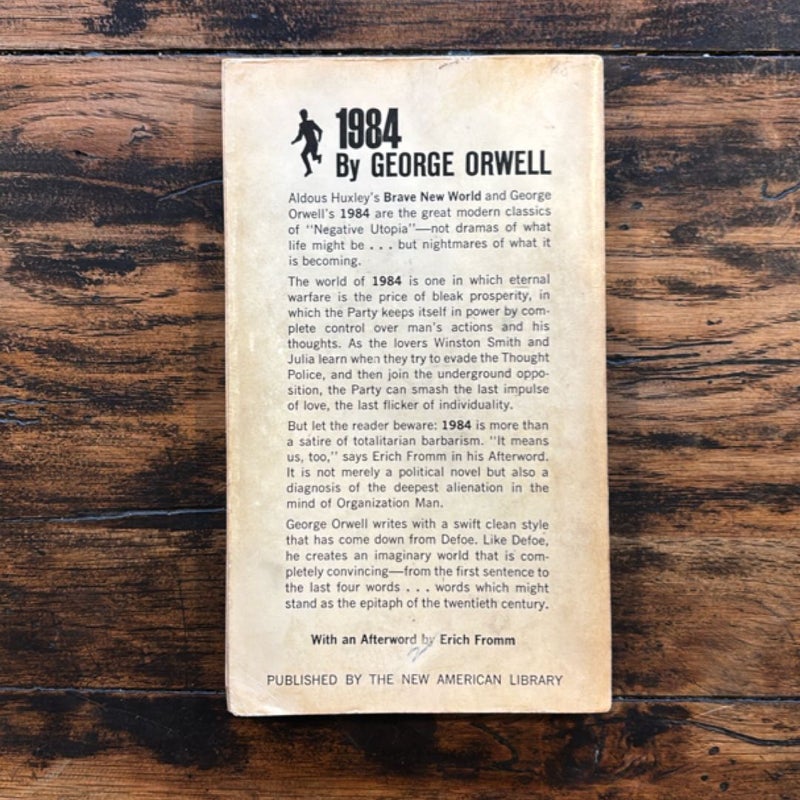 1984
By GEORGE ORWELL
Aldous Huxley's Brave New World and George
Orwell's 1984 are the great modern classics
of "Negative Utopia"—not dramas of what
life might be . . . but nightmares of what it
is becoming.
The world of 1984 is one in which eternal
warfare is the price of bleak prosperity, in
which the Party keeps itself in power by com-
plete control over man's actions and his
thoughts. As the lovers Winston Smith and
Julia learn when they try to evade the Thought
Police, and then join the underground oppo-
sition, the Party can smash the last impulse
of love, the last flicker of individuality.
But let the reader beware: 1984 is more than
a satire of totalitarian barbarism. "It means
us, too," says Erich Fromm in his Afterword.
It is not merely a political novel but also a
diagnosis of the deepest alienation in the
mind of Organization Man.
George Orwell writes with a swift clean style
that has come down from Defoe. Like Defoe,
he creates an imaginary world that is com-
pletely convincing—from the first sentence to
the last four words . . . words which might
stand as the epitaph of the twentieth century.
With an Afterword by Erich Fromm
PUBLISHED BY THE NEW AMERICAN LIBRARY